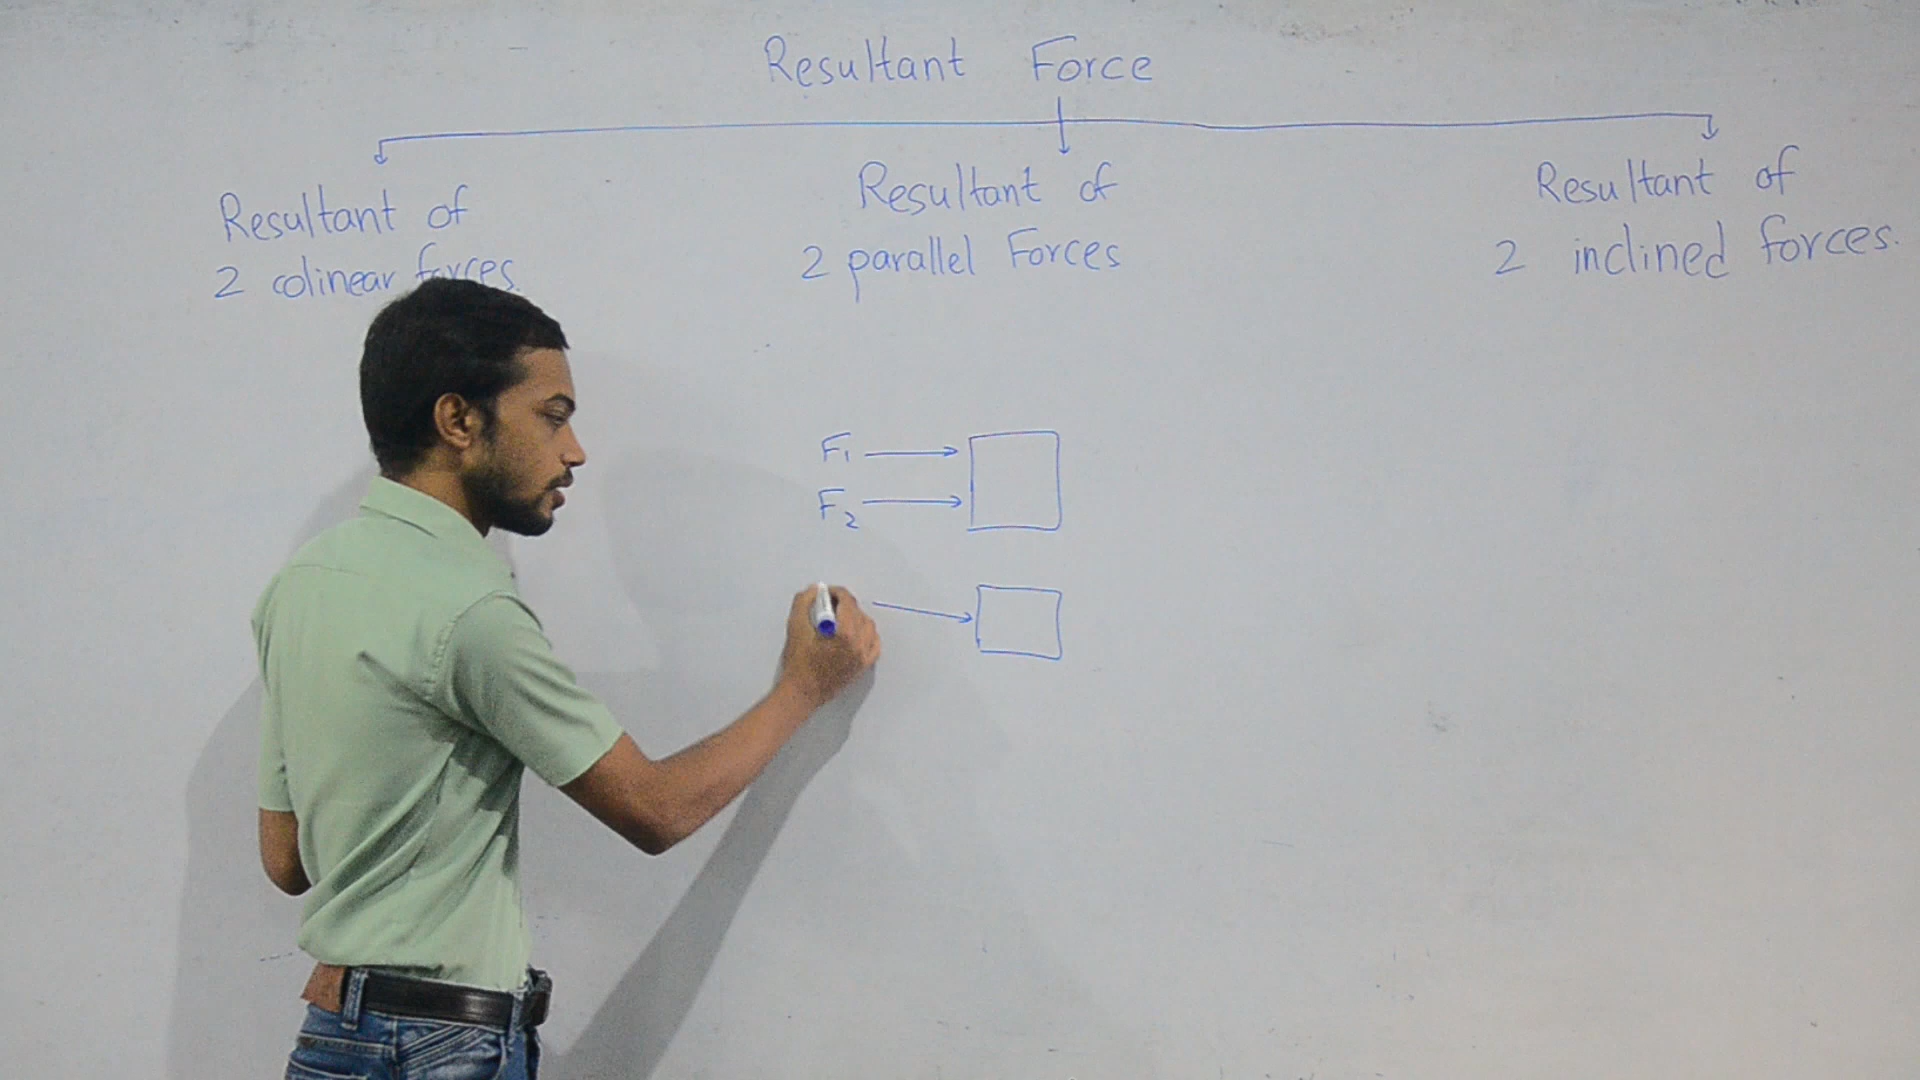 Resultant Force
Resultant of
2 colinear forces.
Resultant of
2 parallel Forces
Resultant of
2 inclined forces.
F₁
F₂